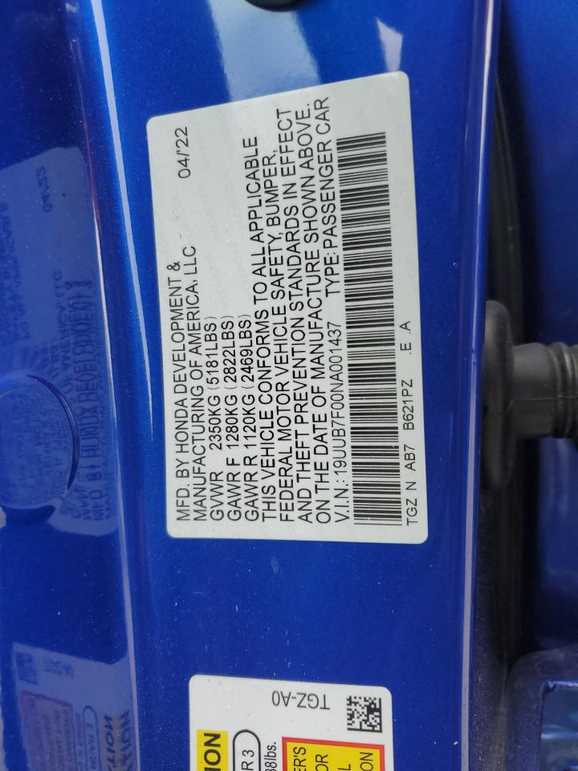 MFD. BY HONDA DEVELOPMENT &
MANUFACTURING OF AMERICA, LLC 04/22
GVWR 2350KG (5181LBS)
GAWR F 1280KG (2822LBS)
GAWR R 1120KG (2469LBS)
THIS VEHICLE CONFORMS TO ALL APPLICABLE
FEDERAL MOTOR VEHICLE SAFETY, BUMPER,
AND THEFT PREVENTION STANDARDS IN EFFECT
ON THE DATE OF MANUFACTURE SHOWN ABOVE.
V.I.N.:19UUB7F00NA001437 TYPE:PASSENGER CAR
TGZ N AB7 B621PZ .E .A
TGZ-A0